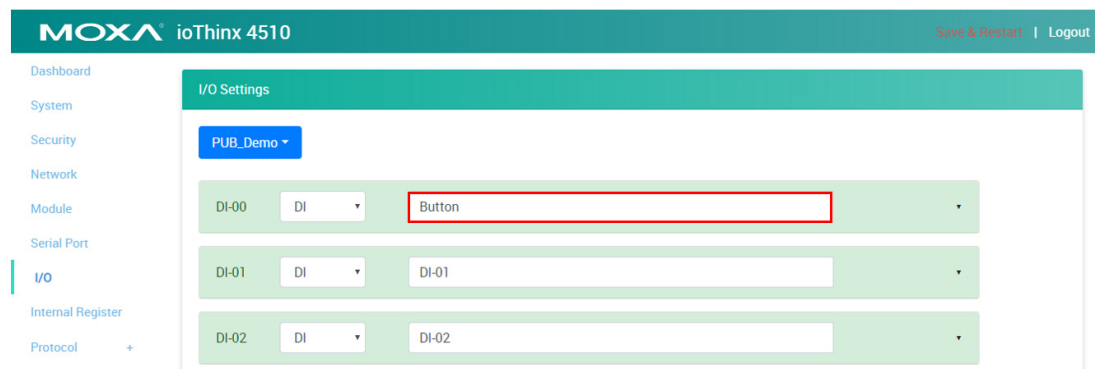 MOXA® ioThinx 4510 Save & Restart | Logout
Dashboard
System
Security
Network
Module
Serial Port
I/O
Internal Register
Protocol +
I/O Settings
PUB_Demo
DI-00 DI Button
DI-01 DI DI-01
DI-02 DI DI-02